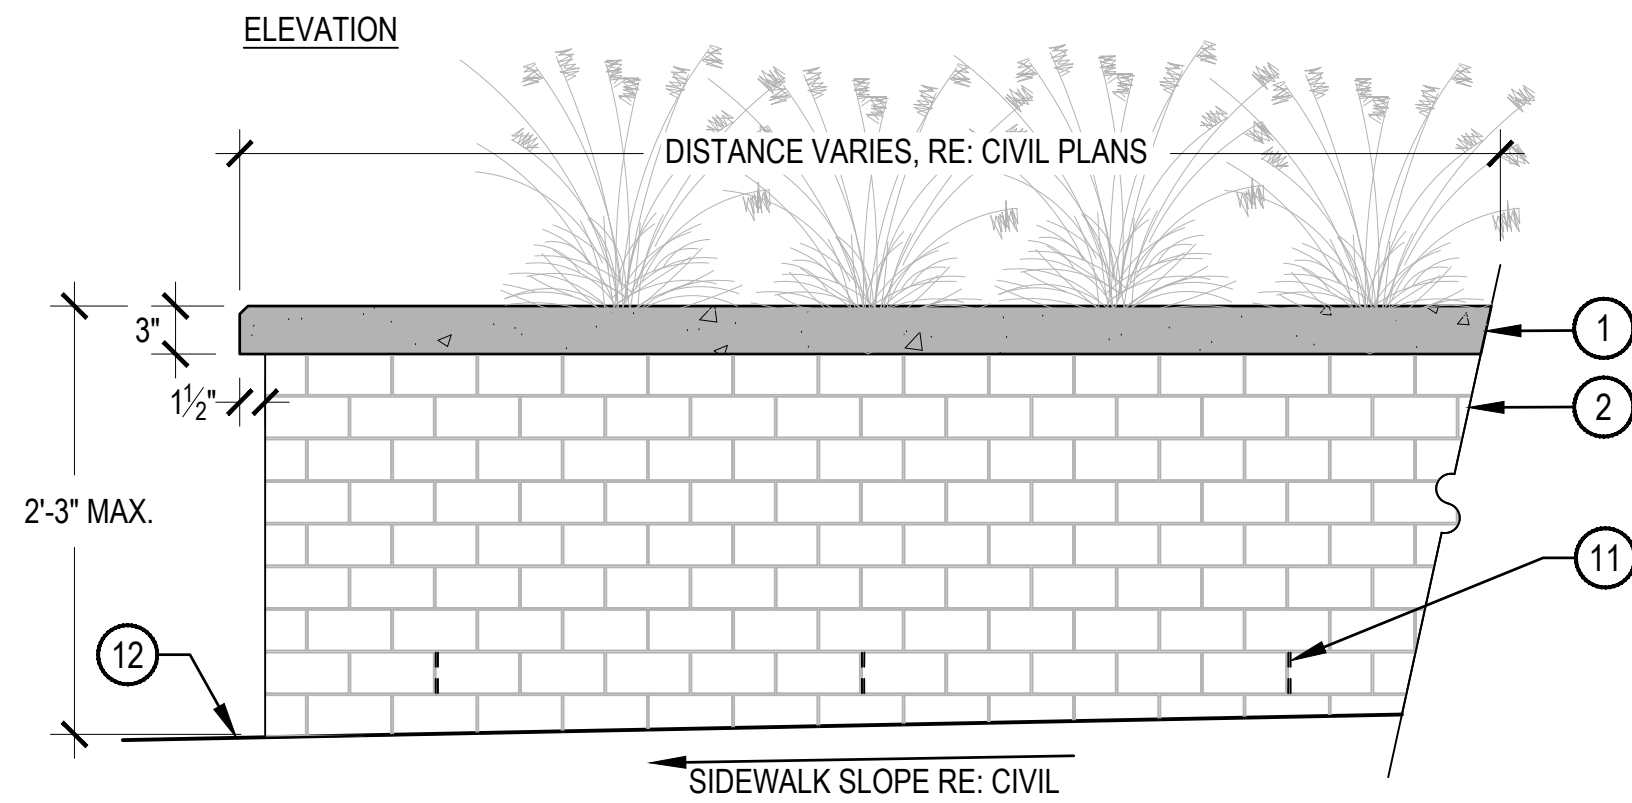 ELEVATION
DISTANCE VARIES, RE: CIVIL PLANS
3"
1
1½"
2
2'-3" MAX.
11
12
SIDEWALK SLOPE RE: CIVIL